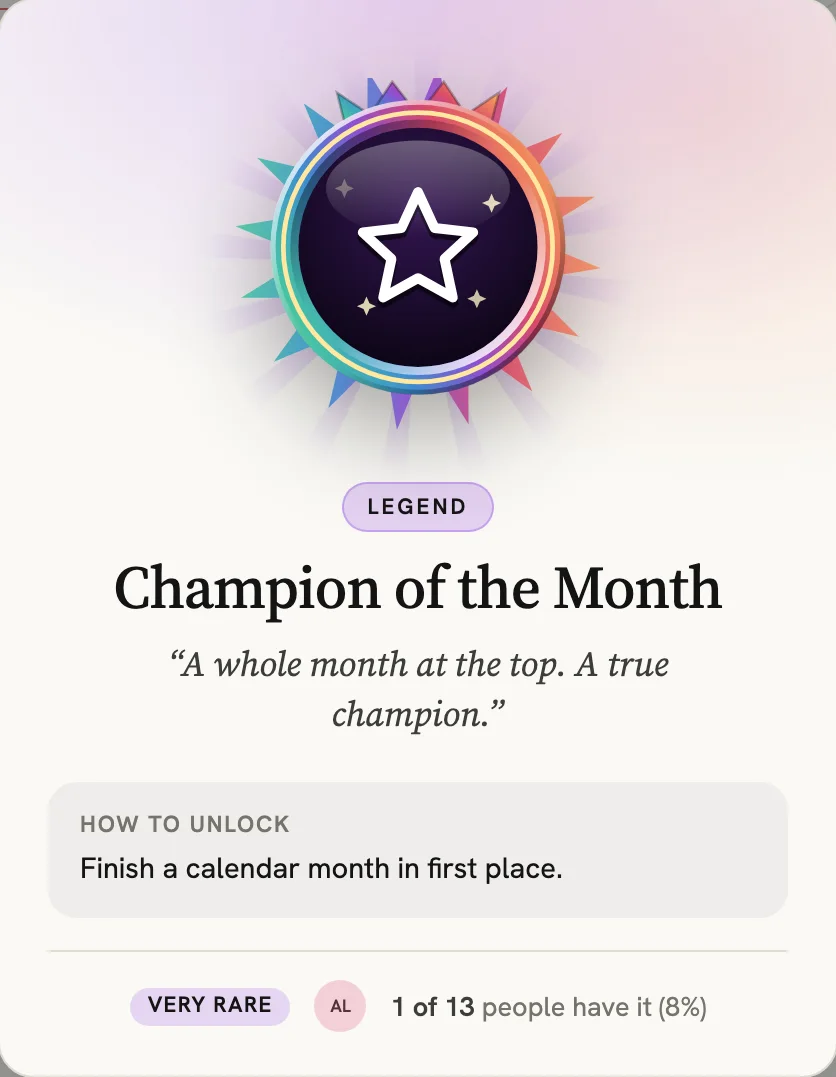 LEGEND
Champion of the Month
“A whole month at the top. A true
champion.”
HOW TO UNLOCK
Finish a calendar month in first place.
VERY RARE AL 1 of 13 people have it (8%)